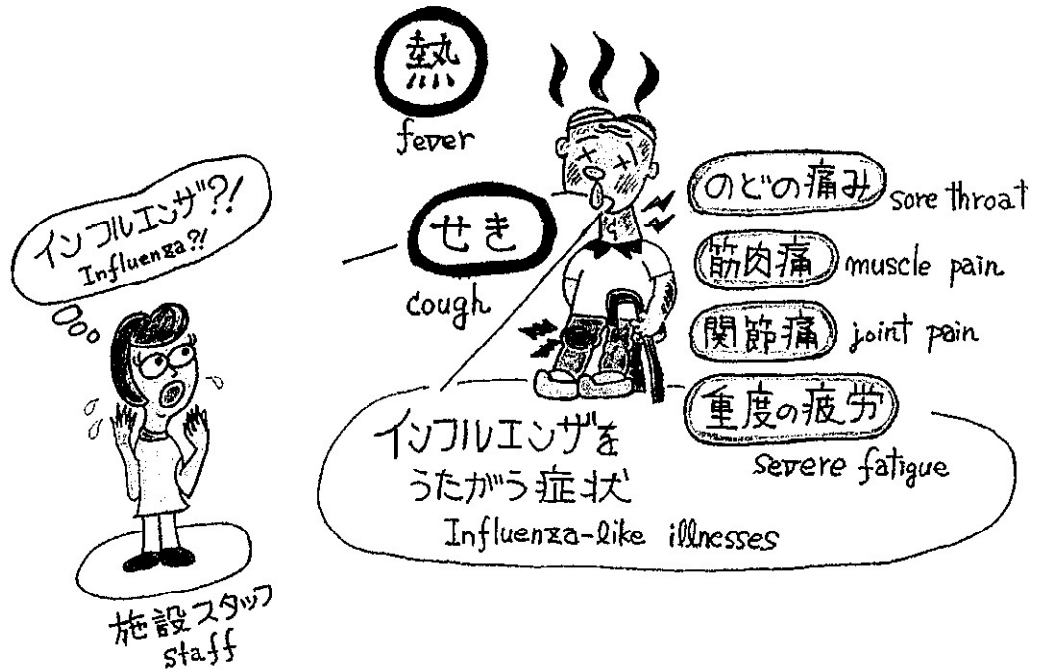 熱
fever
インフルエンザ?!
Influenza?!
せき
cough
のどの痛み
sore throat
筋肉痛
muscle pain
関節痛
joint pain
重度の疲労
severe fatigue
インフルエンザを
うたがう症状
Influenza-like illnesses
施設スタッフ
staff